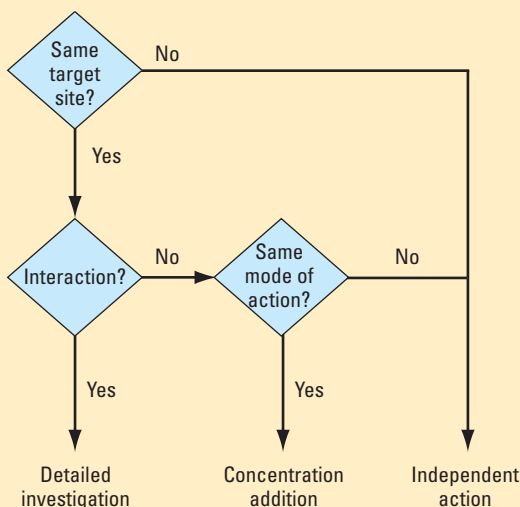 Same
target
site?
No
Yes
Interaction?
No
Same
mode of
action?
No
Yes
Yes
Detailed
investigation
Concentration
addition
Independent
action